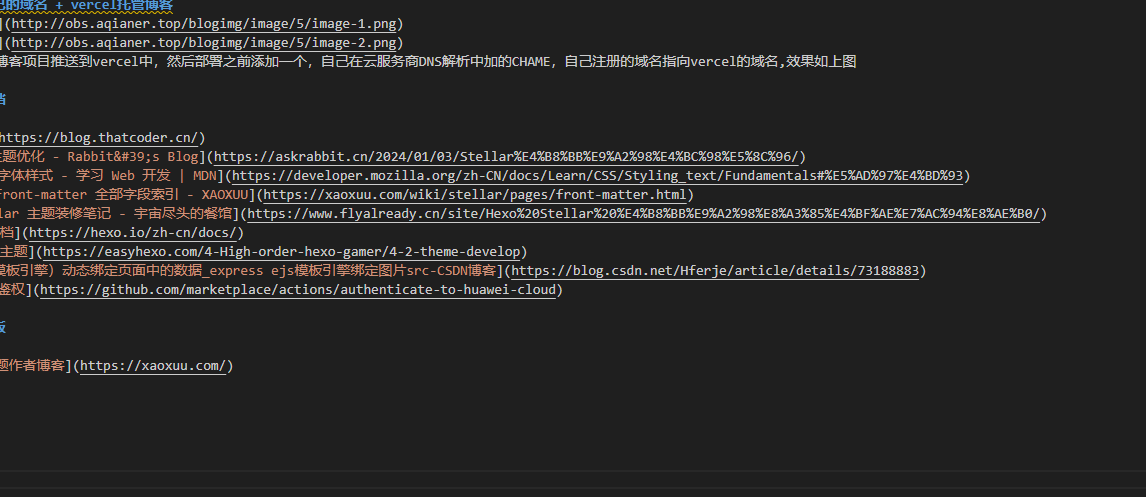 的域名 + vercel托管博客
](http://obs.aqianer.top/blogimg/image/5/image-1.png)
](http://obs.aqianer.top/blogimg/image/5/image-2.png)
博客项目推送到vercel中，然后部署之前添加一个，自己在云服务商DNS解析中加的CHAME，自己注册的域名指向vercel的域名,效果如上图
档
https://blog.thatcoder.cn/)
主题优化 - Rabbit&#39;s Blog](https://askrabbit.cn/2024/01/03/Stellar%E4%B8%BB%E9%A2%98%E4%BC%98%E5%8C%96/)
字体样式 - 学习 Web 开发 | MDN](https://developer.mozilla.org/zh-CN/docs/Learn/CSS/Styling_text/Fundamentals#%E5%AD%97%E4%BD%93)
front-matter 全部字段索引 - XAOXUU](https://xaoxuu.com/wiki/stellar/pages/front-matter.html)
lar 主题装修笔记 - 宇宙尽头的餐馆](https://www.flyalready.cn/site/Hexo%20Stellar%20%E4%B8%BB%E9%A2%98%E8%A3%85%E4%BF%AE%E7%AC%94%E8%AE%B0/)
档](https://hexo.io/zh-cn/docs/)
主题](https://easyhexo.com/4-High-order-hexo-gamer/4-2-theme-develop)
模板引擎）动态绑定页面中的数据_express ejs模板引擎绑定图片src-CSDN博客](https://blog.csdn.net/Hferje/article/details/73188883)
鉴权](https://github.com/marketplace/actions/authenticate-to-huawei-cloud)
题作者博客](https://xaoxuu.com/)